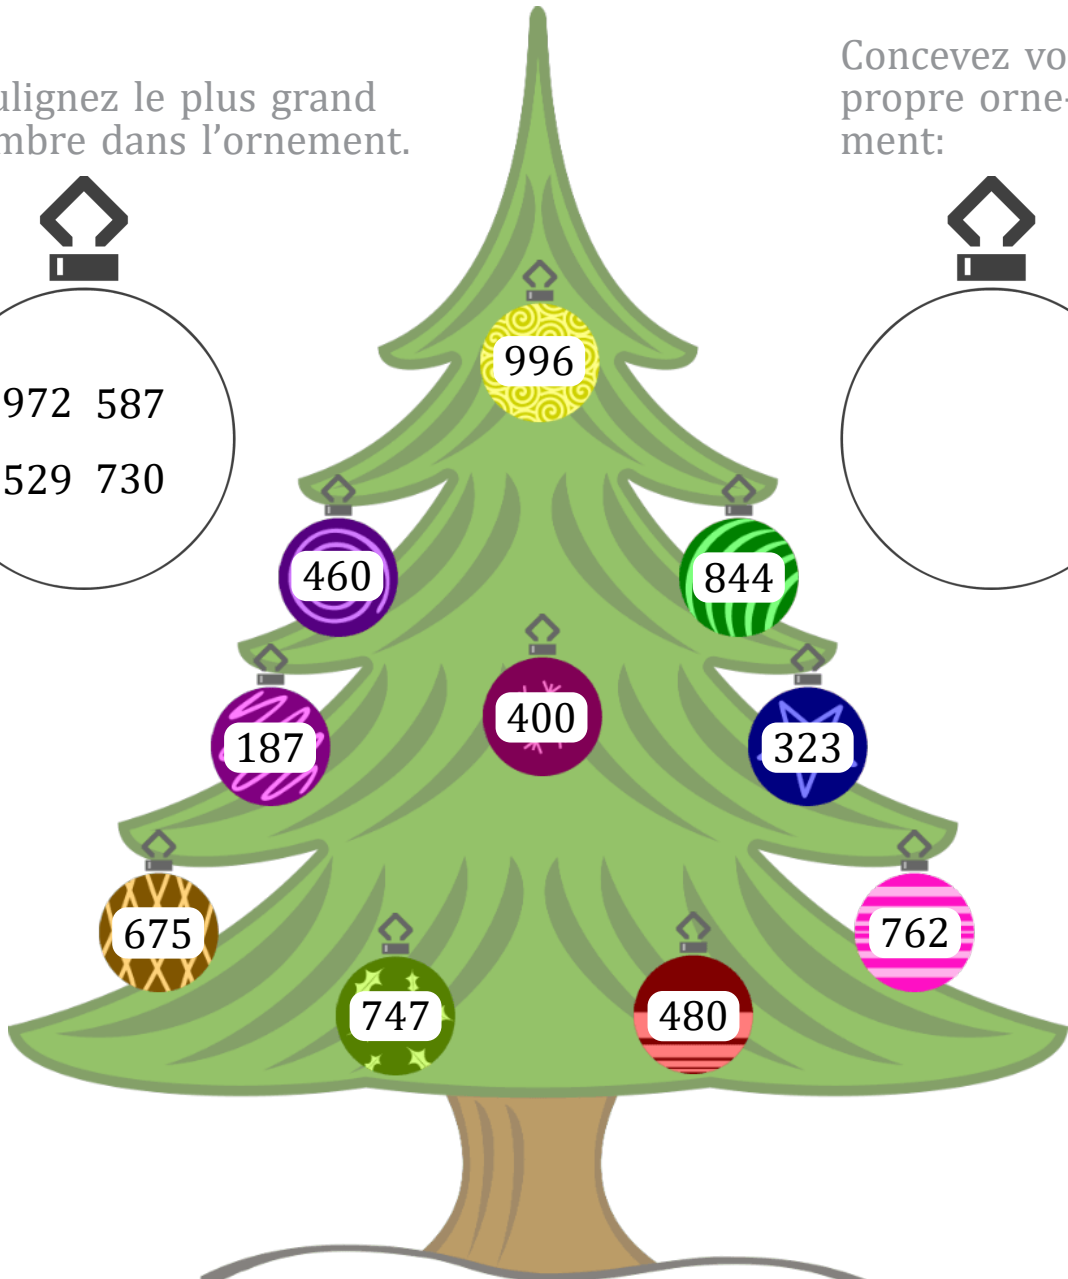 ulignez le plus grand
mbre dans l'ornement.
Concevez vo
propre orne-
ment:
972 587
529 730
996
460
844
187
400
323
675
762
747
480